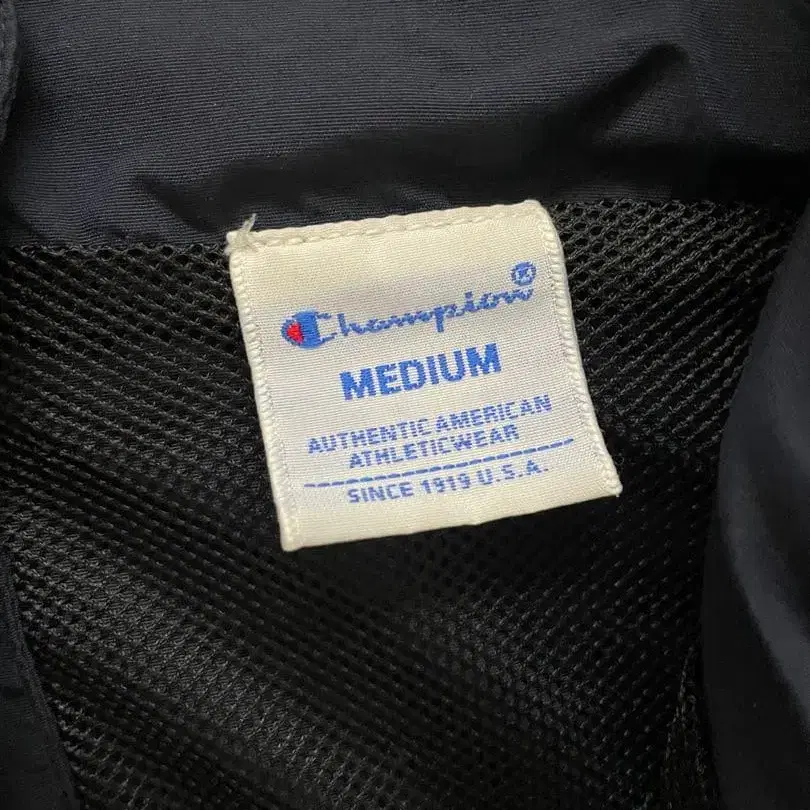 Champion®
MEDIUM
AUTHENTIC AMERICAN
ATHLETICWEAR
SINCE 1919 U.S.A.